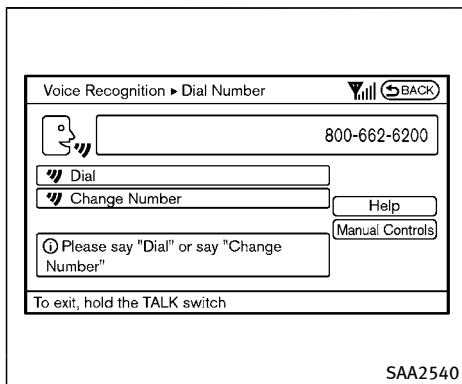 Voice Recognition ▸ Dial Number
BACK
800-662-6200
Dial
Change Number
Help
Manual Controls
Please say "Dial" or say "Change
Number"
To exit, hold the TALK switch
SAA2540